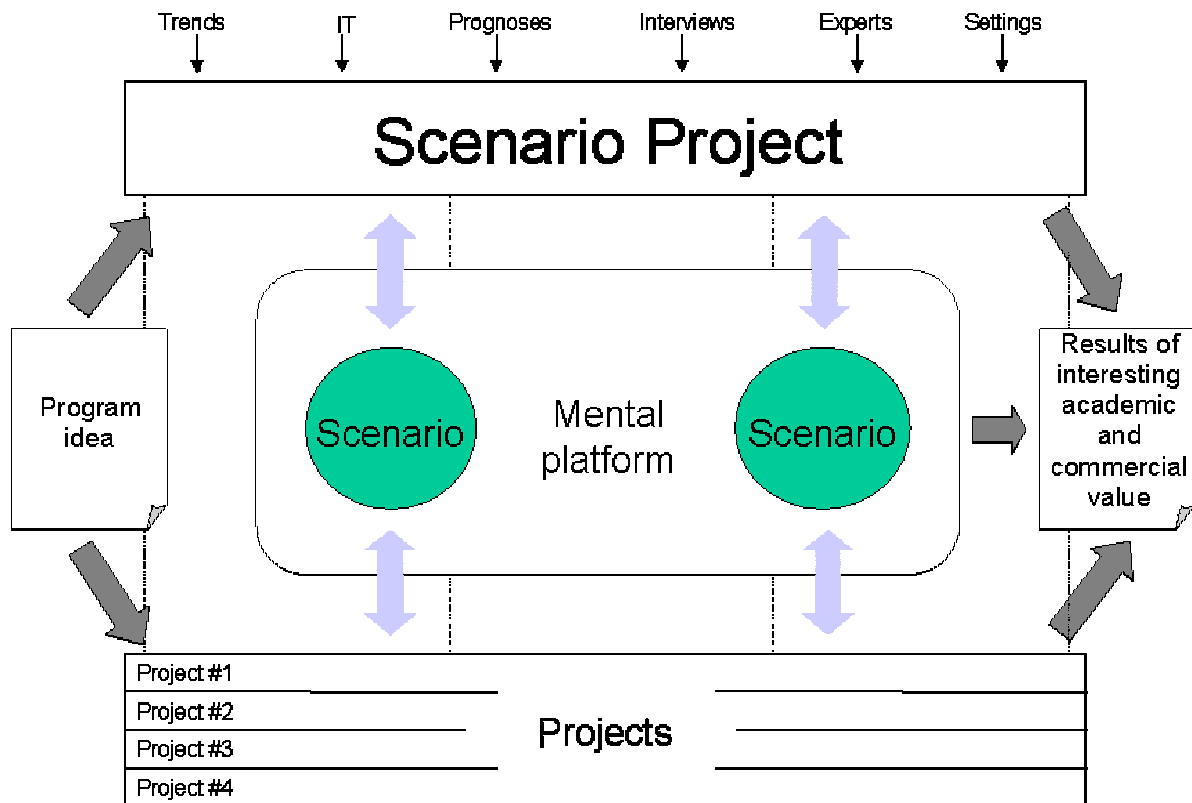 Trends IT Prognoses Interviews Experts Settings
Scenario Project
Program
idea
Scenario
Mental
platform
Scenario
Results of
interesting
academic
and
commercial
value
Project #1
Project #2
Project #3
Project #4
Projects